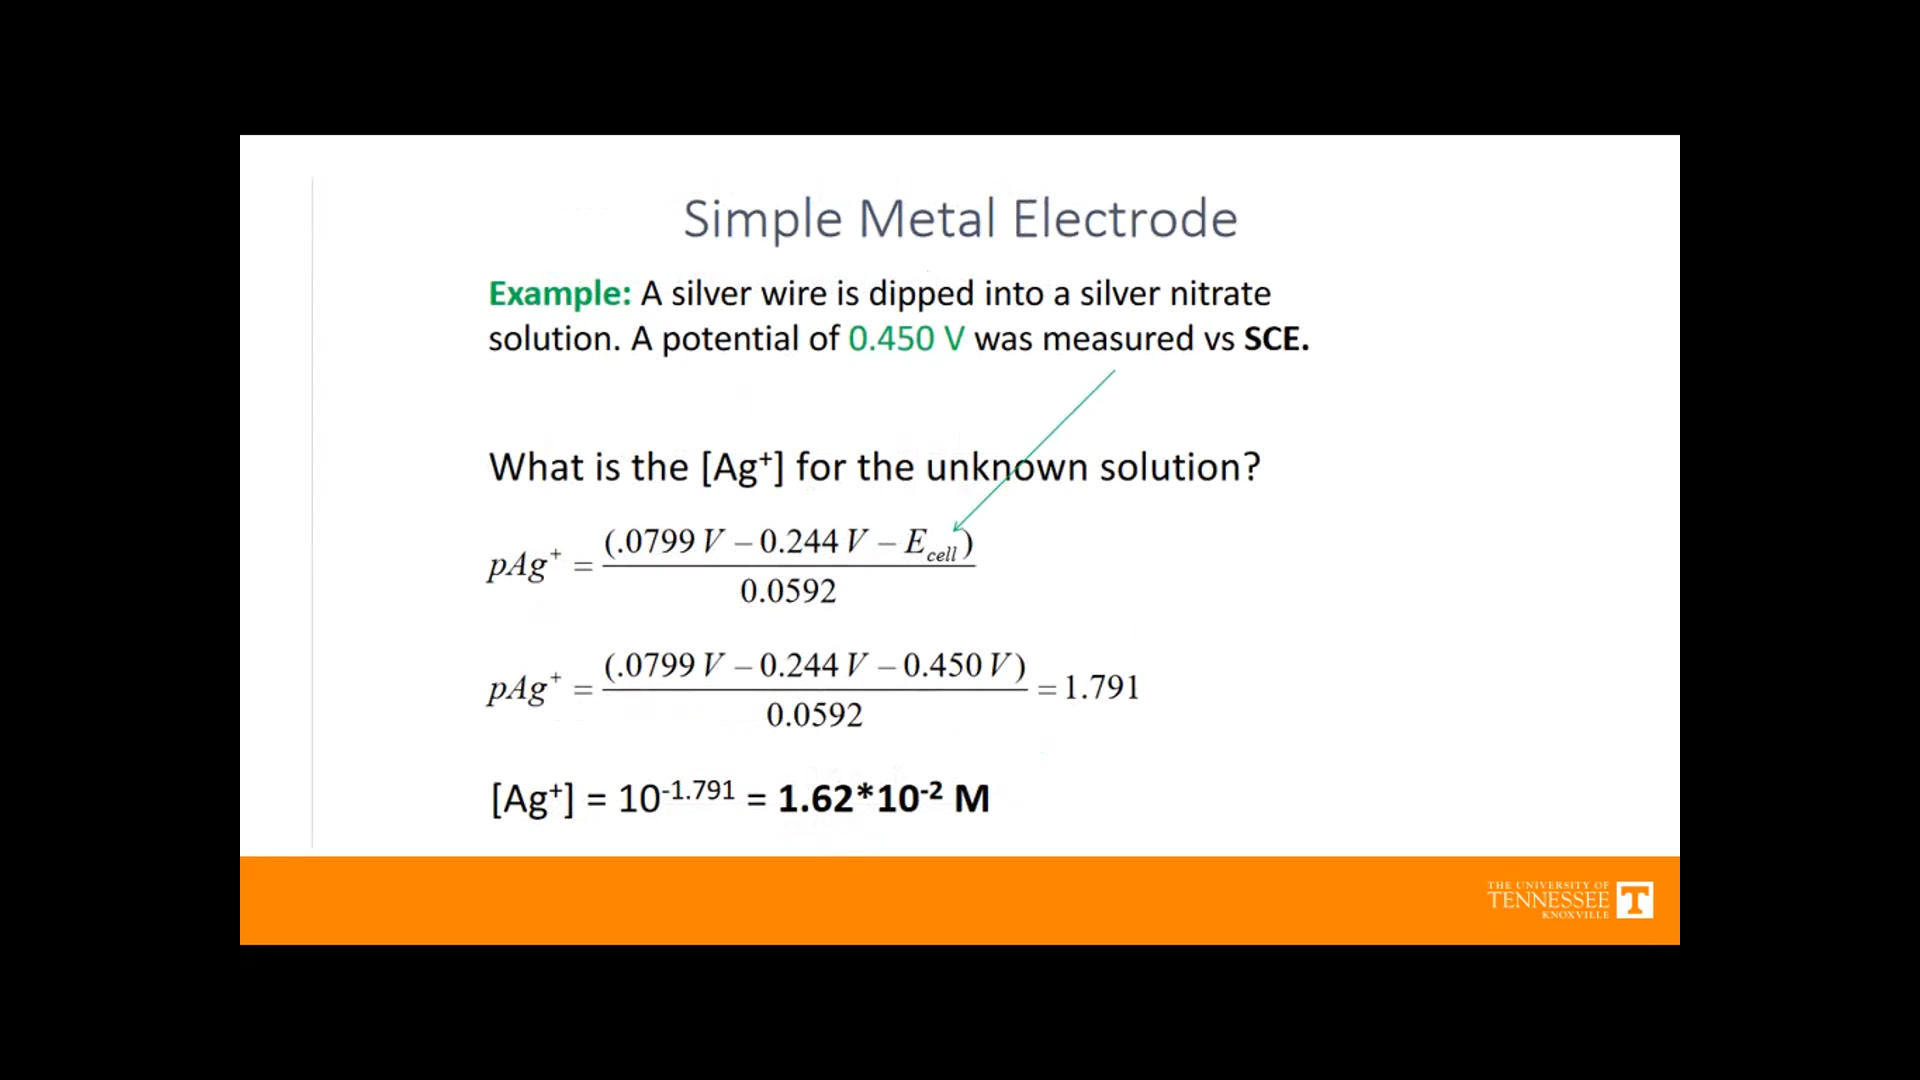 Simple Metal Electrode
Example: A silver wire is dipped into a silver nitrate
solution. A potential of 0.450 V was measured vs SCE.
What is the [Ag⁺] for the unknown solution?
pAg⁺ = (.0799 V – 0.244 V – E_cell) / 0.0592
pAg⁺ = (.0799 V – 0.244 V – 0.450 V) / 0.0592 = 1.791
[Ag⁺] = 10⁻¹·⁷⁹¹ = 1.62*10⁻² M
THE UNIVERSITY OF
TENNESSEE
KNOXVILLE
T